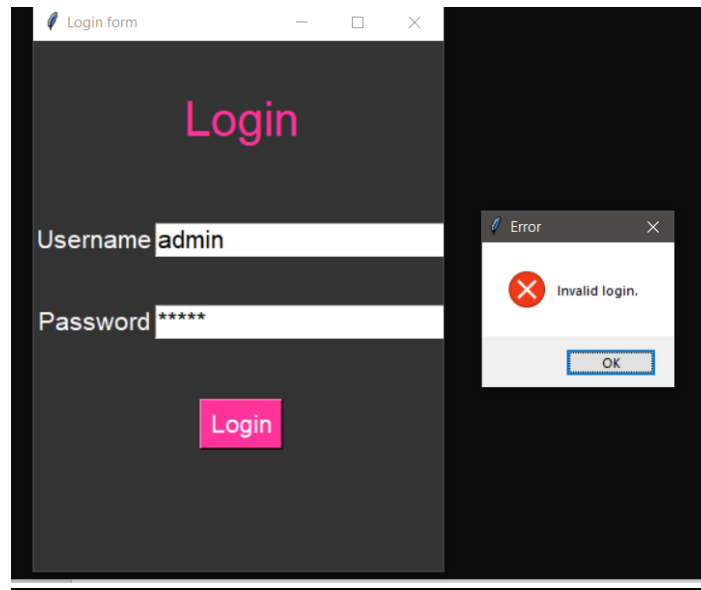 Login form
Login
Username admin
Password *****
Login
Error
Invalid login.
OK